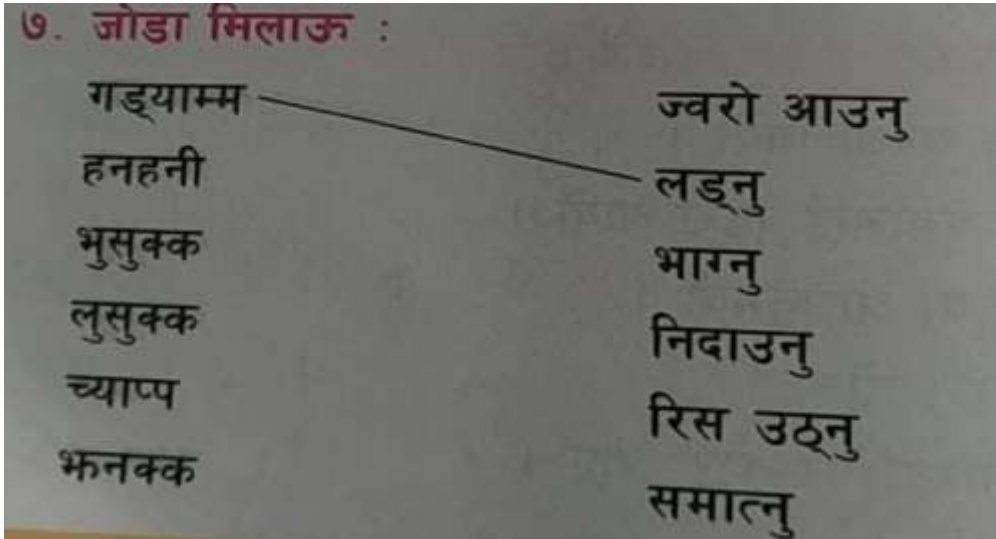 ७. जोडा मिलाऊ :
गड्याम्म ज्वरो आउनु
हनहनी लड्नु
भुसुक्क भाग्नु
लुसुक्क निदाउनु
च्याप्प रिस उठ्नु
झनक्क समात्नु